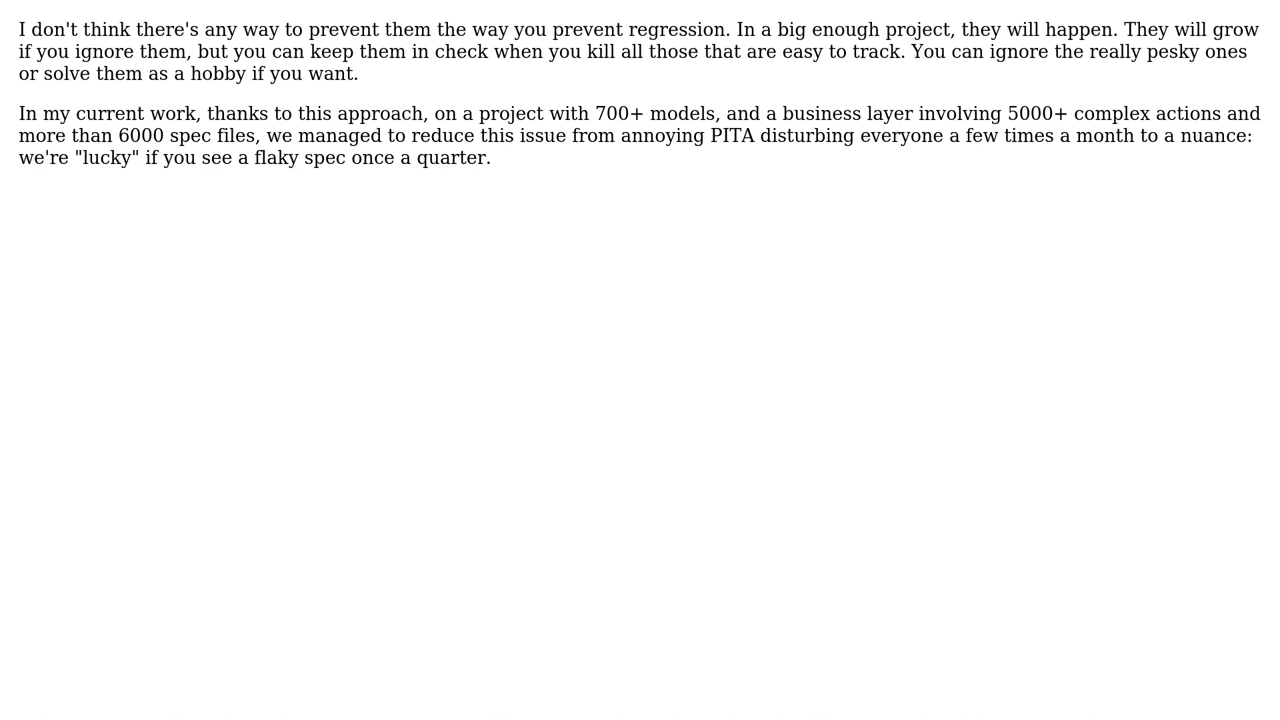 I don't think there's any way to prevent them the way you prevent regression. In a big enough project, they will happen. They will grow
if you ignore them, but you can keep them in check when you kill all those that are easy to track. You can ignore the really pesky ones
or solve them as a hobby if you want.
In my current work, thanks to this approach, on a project with 700+ models, and a business layer involving 5000+ complex actions and
more than 6000 spec files, we managed to reduce this issue from annoying PITA disturbing everyone a few times a month to a nuance:
we're "lucky" if you see a flaky spec once a quarter.